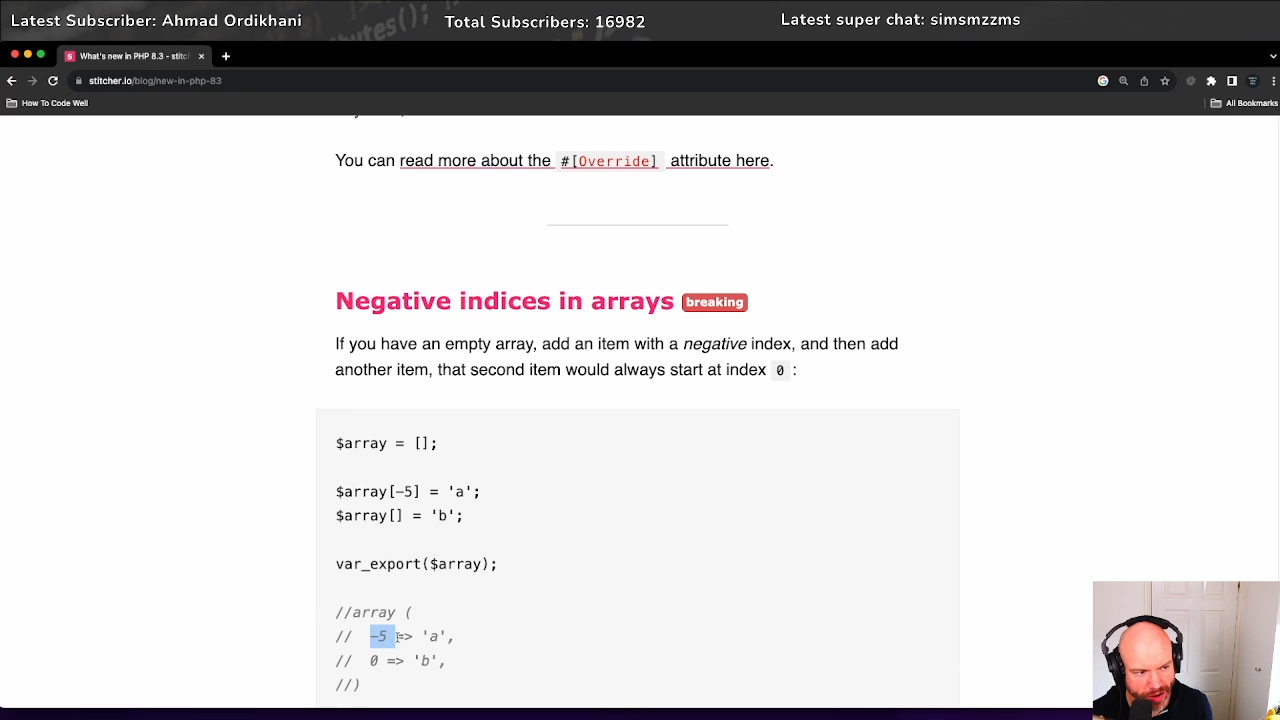 Latest Subscriber: Ahmad Ordikhani
Total Subscribers: 16982
Latest super chat: simsmzzms
What's new in PHP 8.3 - stitc
stitcher.io/blog/new-in-php-83
How To Code Well
All Bookmarks
You can read more about the #[Override] attribute here.
Negative indices in arrays breaking
If you have an empty array, add an item with a negative index, and then add
another item, that second item would always start at index 0 :
$array = [];
$array[-5] = 'a';
$array[] = 'b';
var_export($array);
//array (
// -5 => 'a',
// 0 => 'b',
//)